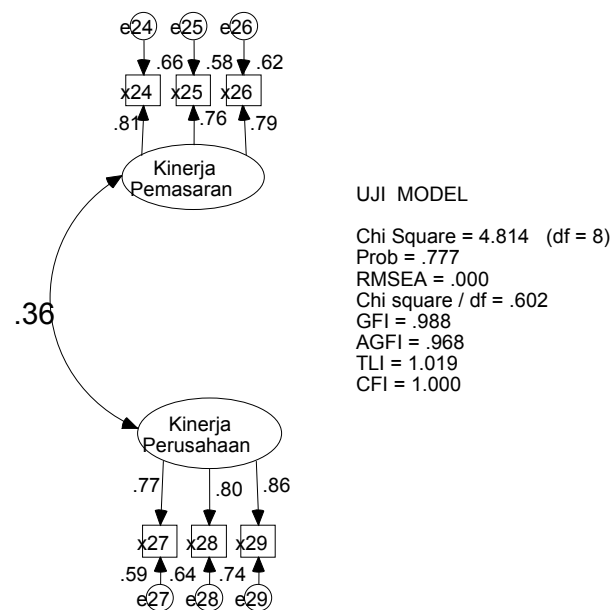 e24 e25 e26
.66 .58 .62
x24 x25 x26
.81 .76 .79
Kinerja
Pemasaran
.36
UJI MODEL
Chi Square = 4.814 (df = 8)
Prob = .777
RMSEA = .000
Chi square / df = .602
GFI = .988
AGFI = .968
TLI = 1.019
CFI = 1.000
Kinerja
Perusahaan
.77 .80 .86
x27 x28 x29
.59 .64 .74
e27 e28 e29